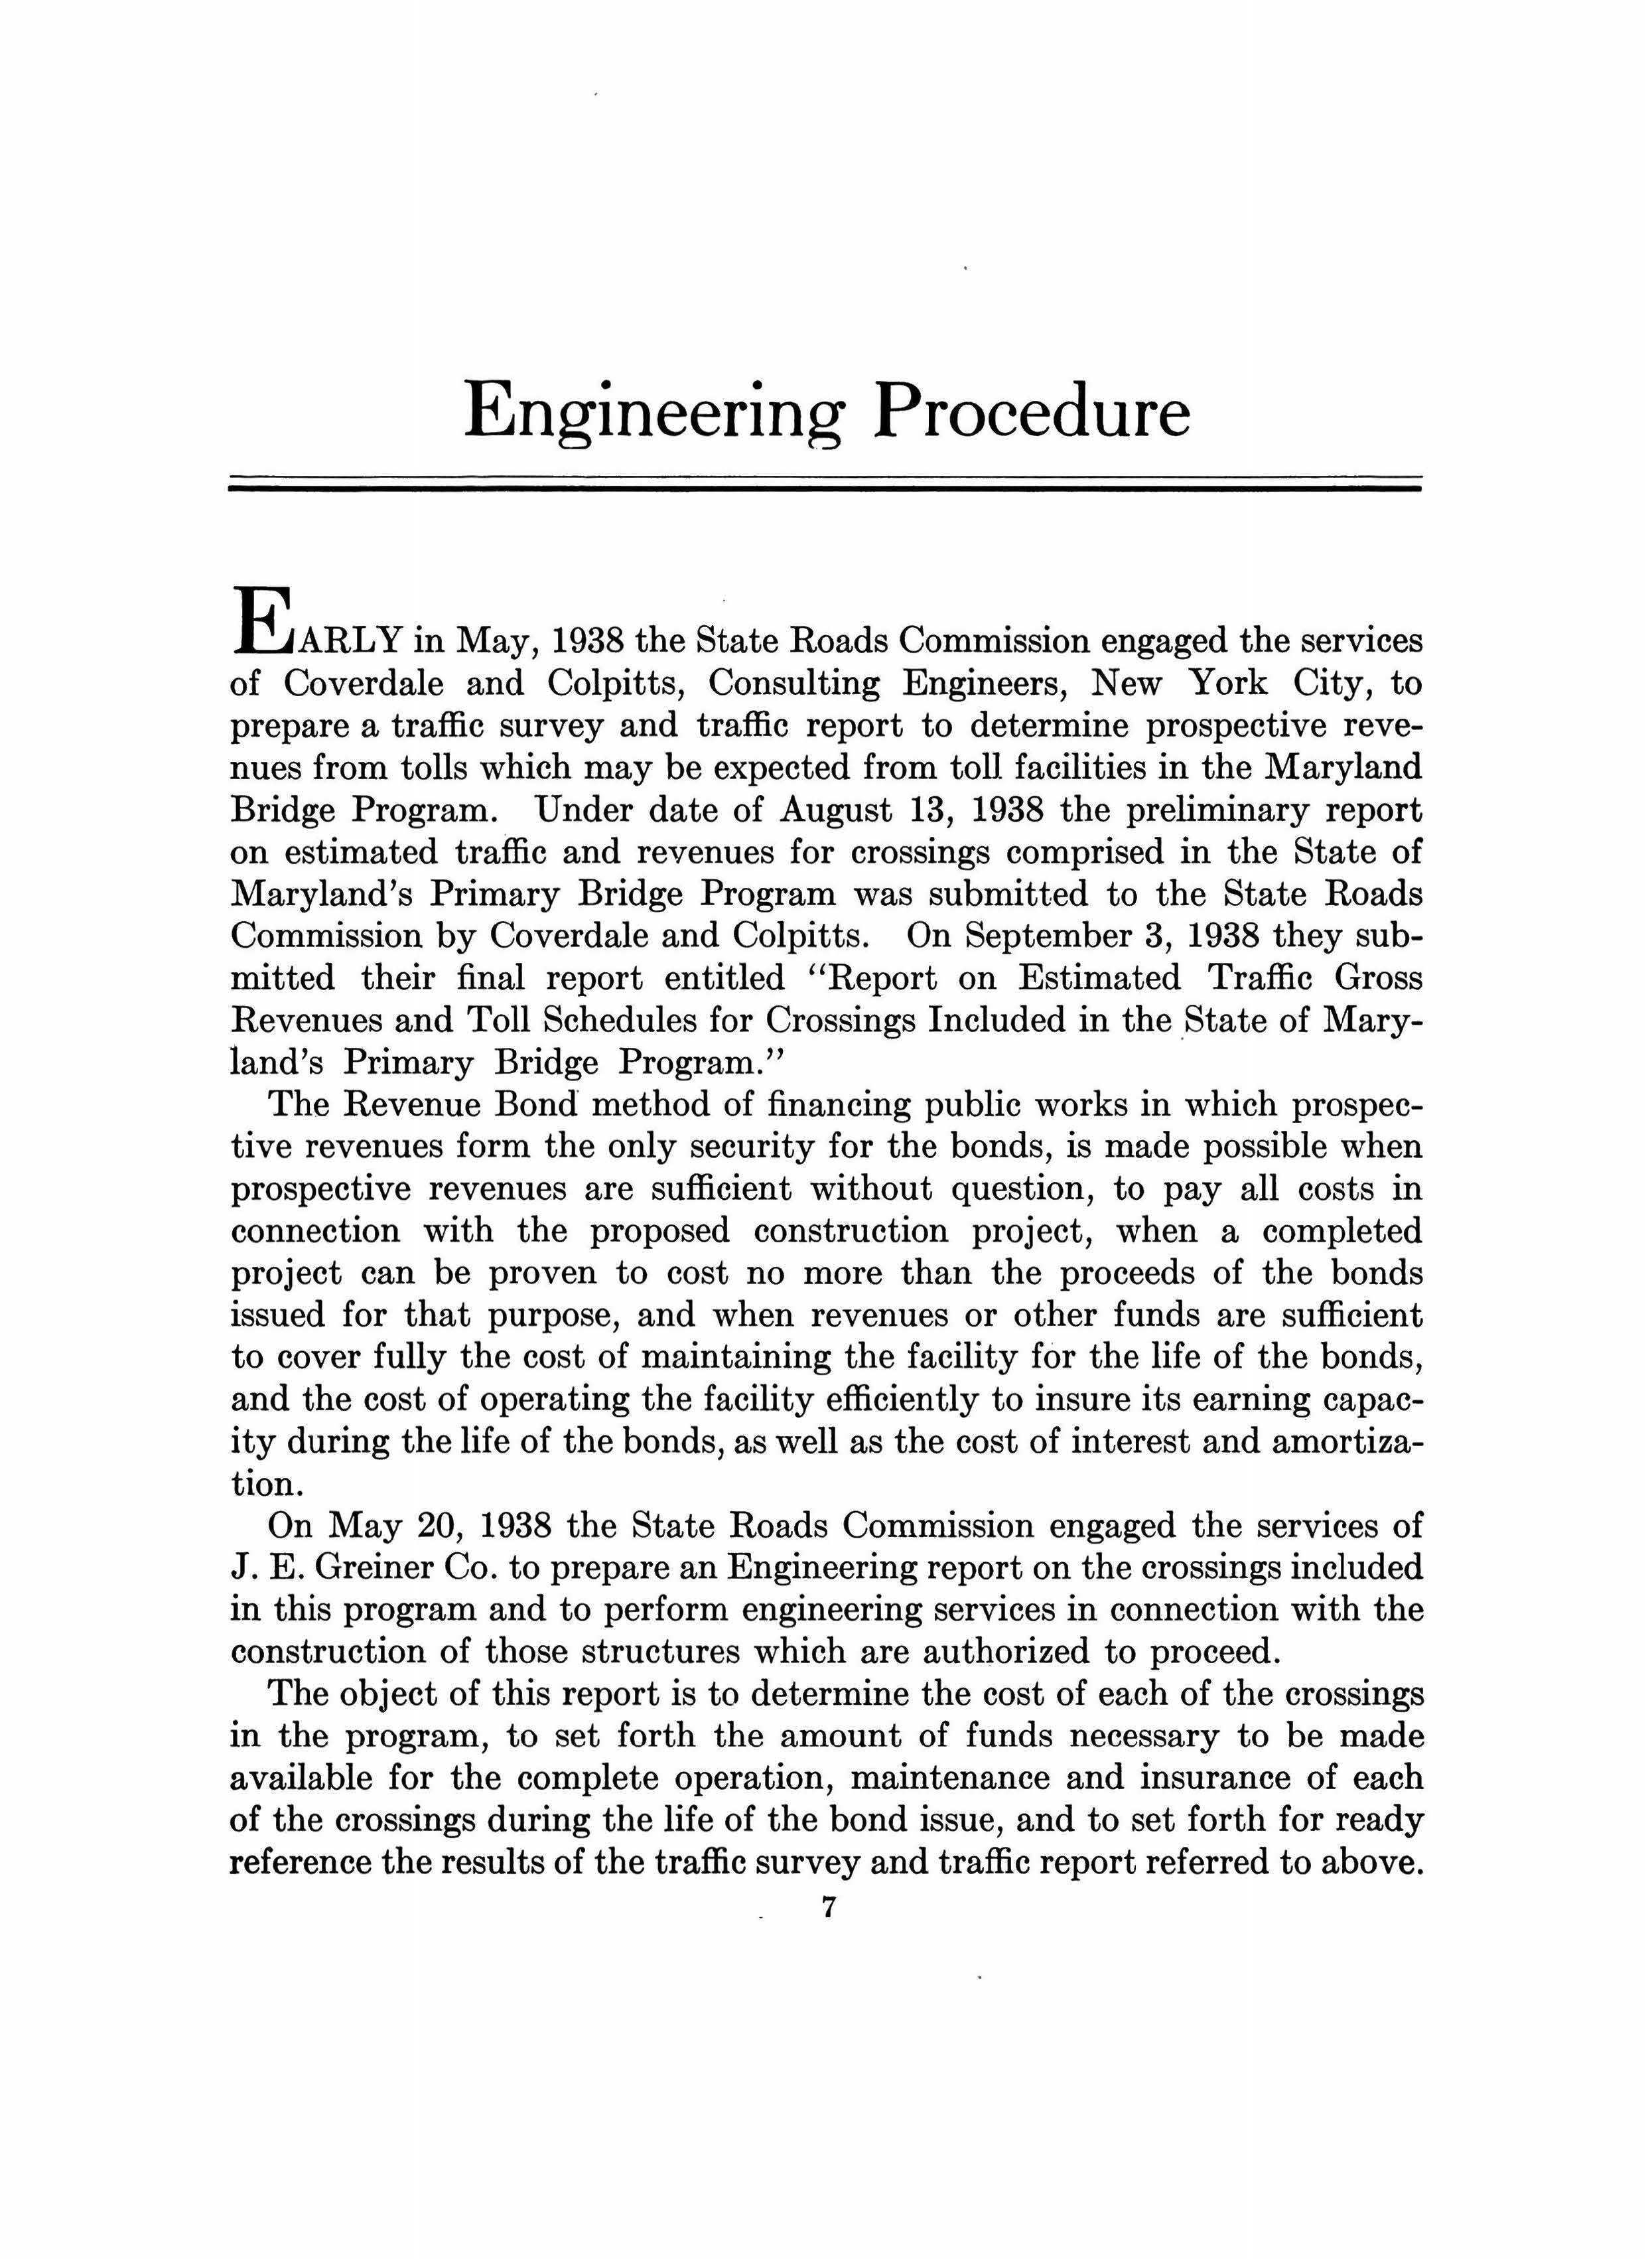 Engineering Procedure
EARLY in May, 1938 the State Roads Commission engaged the services
of Coverdale and Colpitts, Consulting Engineers, New York City, to
prepare a traffic survey and traffic report to determine prospective reve-
nues from tolls which may be expected from toll facilities in the Maryland
Bridge Program. Under date of August 13, 1938 the preliminary report
on estimated traffic and revenues for crossings comprised in the State of
Maryland's Primary Bridge Program was submitted to the State Roads
Commission by Coverdale and Colpitts. On September 3, 1938 they sub-
mitted their final report entitled “Report on Estimated Traffic Gross
Revenues and Toll Schedules for Crossings Included in the State of Mary-
land's Primary Bridge Program.”
The Revenue Bond method of financing public works in which prospec-
tive revenues form the only security for the bonds, is made possible when
prospective revenues are sufficient without question, to pay all costs in
connection with the proposed construction project, when a completed
project can be proven to cost no more than the proceeds of the bonds
issued for that purpose, and when revenues or other funds are sufficient
to cover fully the cost of maintaining the facility for the life of the bonds,
and the cost of operating the facility efficiently to insure its earning capac-
ity during the life of the bonds, as well as the cost of interest and amortiza-
tion.
On May 20, 1938 the State Roads Commission engaged the services of
J. E. Greiner Co. to prepare an Engineering report on the crossings included
in this program and to perform engineering services in connection with the
construction of those structures which are authorized to proceed.
The object of this report is to determine the cost of each of the crossings
in the program, to set forth the amount of funds necessary to be made
available for the complete operation, maintenance and insurance of each
of the crossings during the life of the bond issue, and to set forth for ready
reference the results of the traffic survey and traffic report referred to above.
7